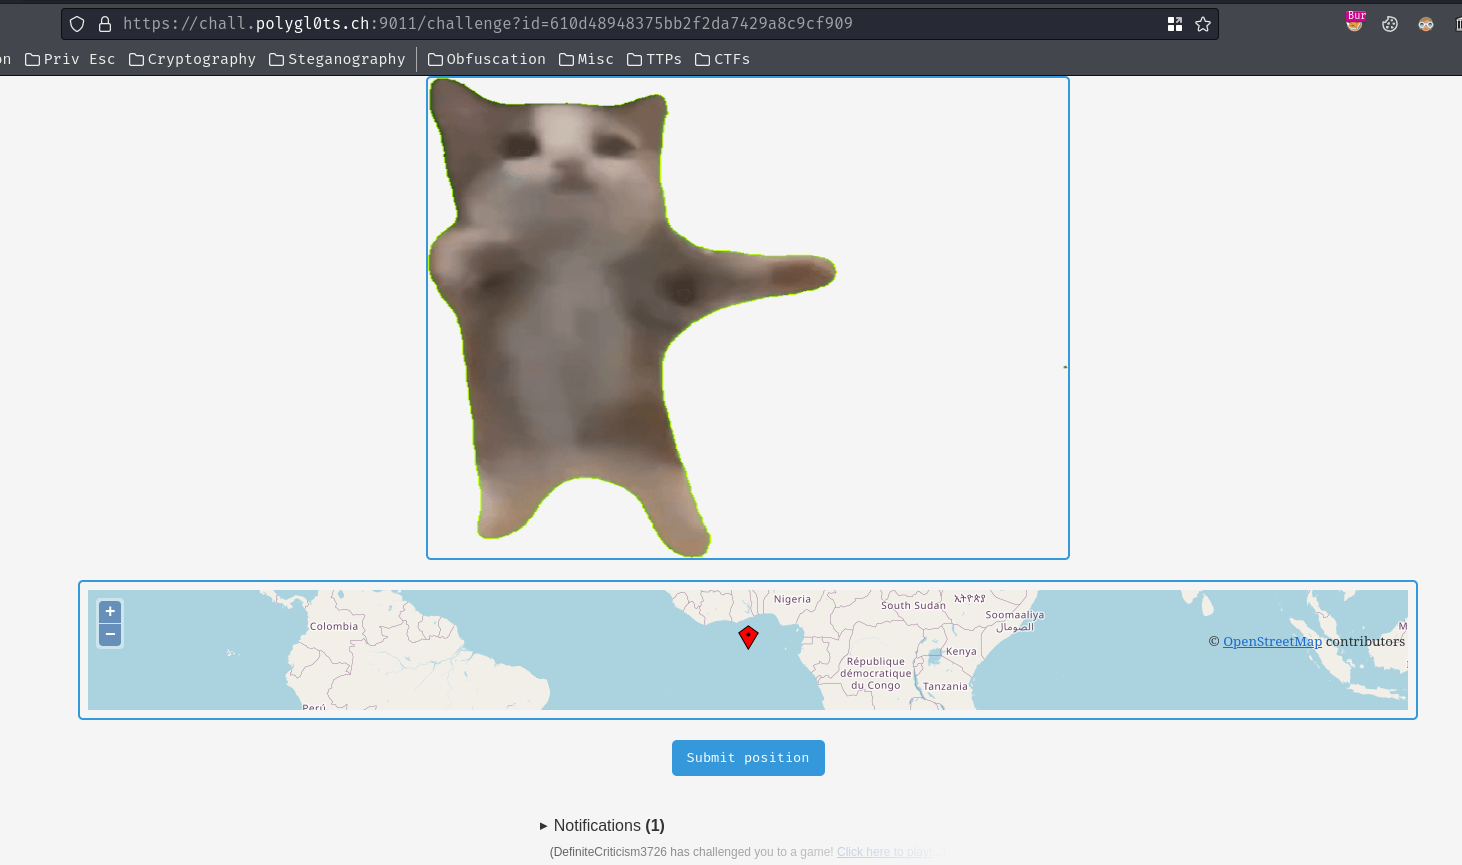 https://chall.polygl0ts.ch:9011/challenge?id=610d48948375bb2f2da7429a8c9cf909
Bur
on Priv Esc Cryptography Steganography Obfuscation Misc TTPs CTFs
+
−
Colombia
Perú
Nigeria
South Sudan
ኢትዮጵያ
Soomaaliya
الصومال
Kenya
République
démocratique
du Congo
Tanzania
M
© OpenStreetMap contributors
Submit position
▸ Notifications (1)
(DefiniteCriticism3726 has challenged you to a game! Click here to play